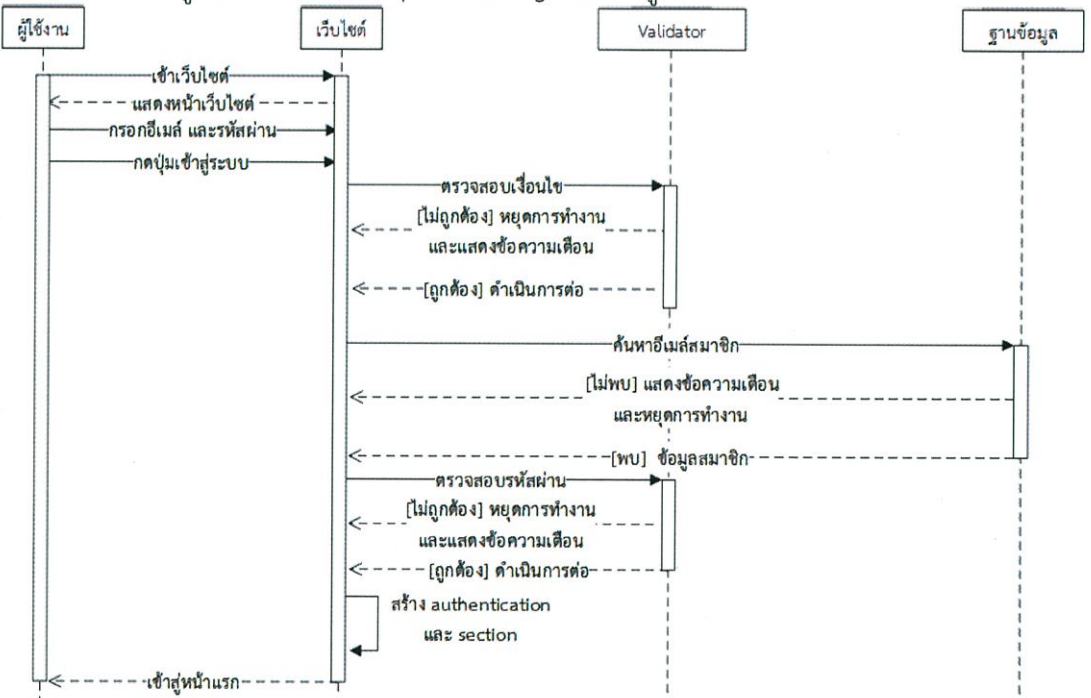 ผู้ใช้งาน
เว็บไซต์
Validator
ฐานข้อมูล
เข้าเว็บไซต์
แสดงหน้าเว็บไซต์
กรอกอีเมล์ และรหัสผ่าน
กดปุ่มเข้าสู่ระบบ
ตรวจสอบเงื่อนไข
[ไม่ถูกต้อง] หยุดการทำงาน
และแสดงข้อความเตือน
[ถูกต้อง] ดำเนินการต่อ
ค้นหาอีเมล์สมาชิก
[ไม่พบ] แสดงข้อความเตือน
และหยุดการทำงาน
[พบ] ข้อมูลสมาชิก
ตรวจสอบรหัสผ่าน
[ไม่ถูกต้อง] หยุดการทำงาน
และแสดงข้อความเตือน
[ถูกต้อง] ดำเนินการต่อ
สร้าง authentication
และ section
เข้าสู่หน้าแรก